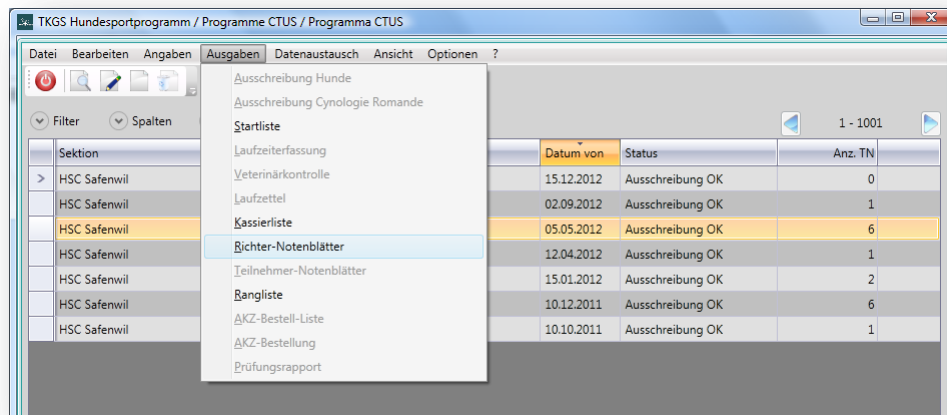 TKGS Hundesportprogramm / Programme CTUS / Programma CTUS
Datei Bearbeiten Angaben Ausgaben Datenaustausch Ansicht Optionen ?
Ausschreibung Hunde
Ausschreibung Cynologie Romande
Startliste
Laufzeiterfassung
Veterinärkontrolle
Laufzettel
Kassierliste
Richter-Notenblätter
Teilnehmer-Notenblätter
Rangliste
AKZ-Bestell-Liste
AKZ-Bestellung
Prüfungsrapport
Filter Spalten 1 - 1001
Sektion Datum von Status Anz. TN
> HSC Safenwil 15.12.2012 Ausschreibung OK 0
HSC Safenwil 02.09.2012 Ausschreibung OK 1
HSC Safenwil 05.05.2012 Ausschreibung OK 6
HSC Safenwil 12.04.2012 Ausschreibung OK 1
HSC Safenwil 15.01.2012 Ausschreibung OK 2
HSC Safenwil 10.12.2011 Ausschreibung OK 6
HSC Safenwil 10.10.2011 Ausschreibung OK 1